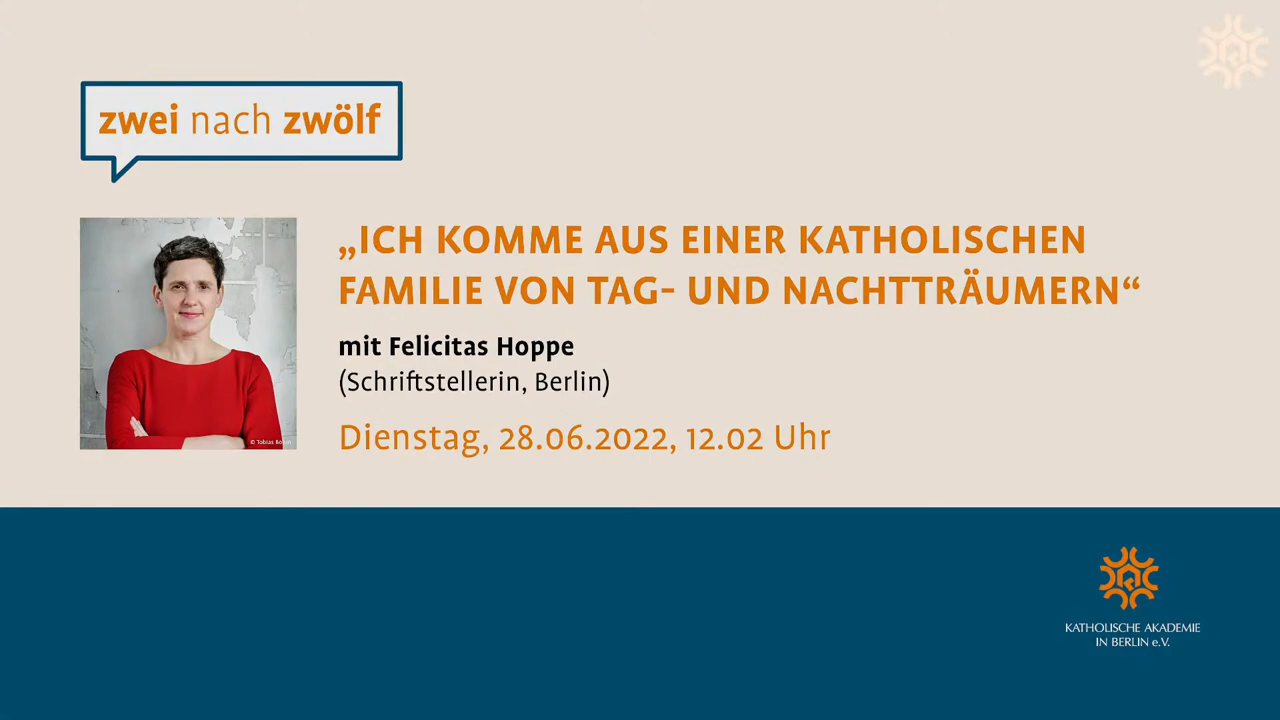 zwei nach zwölf
„ICH KOMME AUS EINER KATHOLISCHEN
FAMILIE VON TAG- UND NACHTTRÄUMERN“
mit Felicitas Hoppe
(Schriftstellerin, Berlin)
Dienstag, 28.06.2022, 12.02 Uhr
© Tobias
KATHOLISCHE AKADEMIE
IN BERLIN e.V.